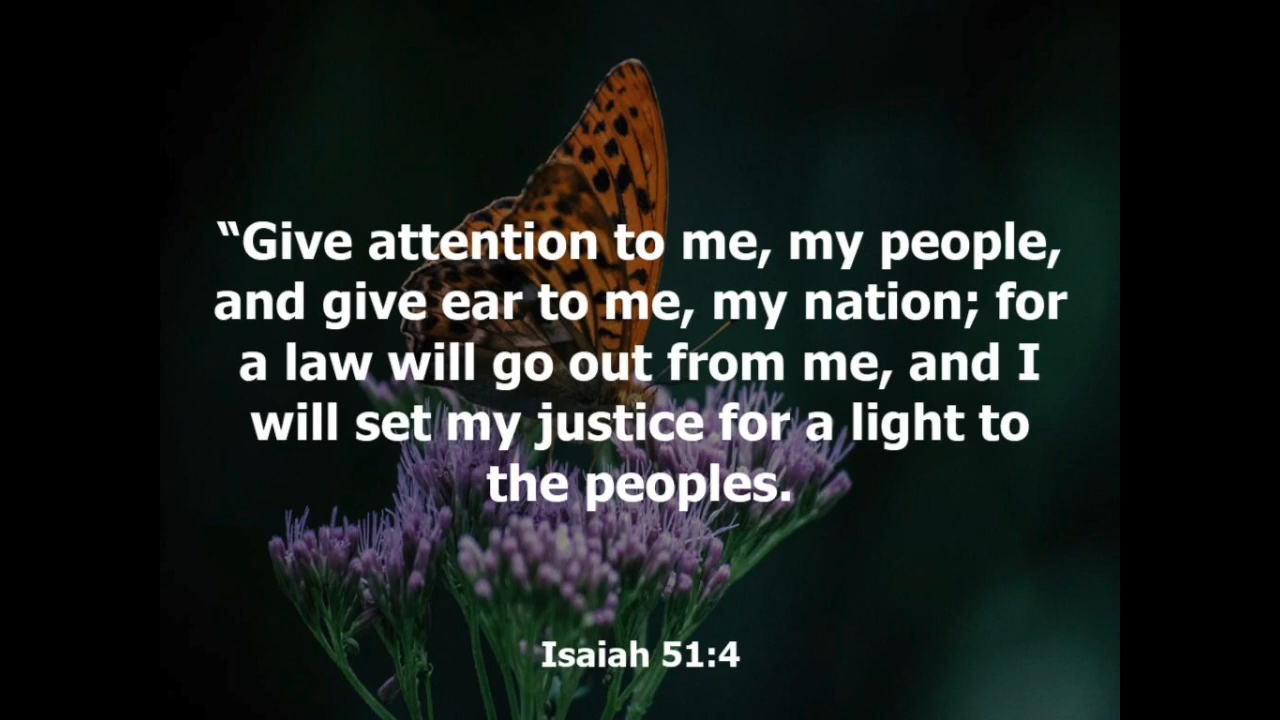 “Give attention to me, my people,
and give ear to me, my nation; for
a law will go out from me, and I
will set my justice for a light to
the peoples.
Isaiah 51:4